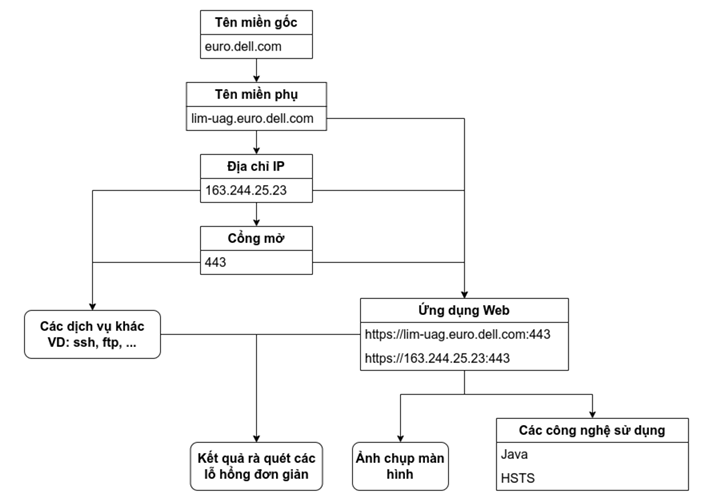 Tên miền gốc
euro.dell.com
Tên miền phụ
lim-uag.euro.dell.com
Địa chỉ IP
163.244.25.23
Cổng mở
443
Các dịch vụ khác
VD: ssh, ftp, ...
Ứng dụng Web
https://lim-uag.euro.dell.com:443
https://163.244.25.23:443
Kết quả rà quét các
lỗ hổng đơn giản
Ảnh chụp màn
hình
Các công nghệ sử dụng
Java
HSTS